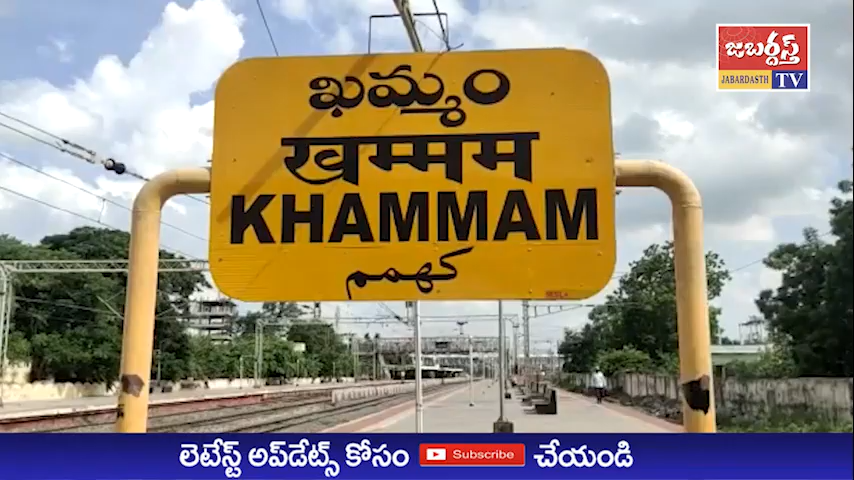 ఖమ్మం
खम्मम
KHAMMAM
کھمم
జబర్దస్త్
JABARDASTH TV
లెటేస్ట్ అప్‌డేట్స్ కోసం Subscribe చేయండి